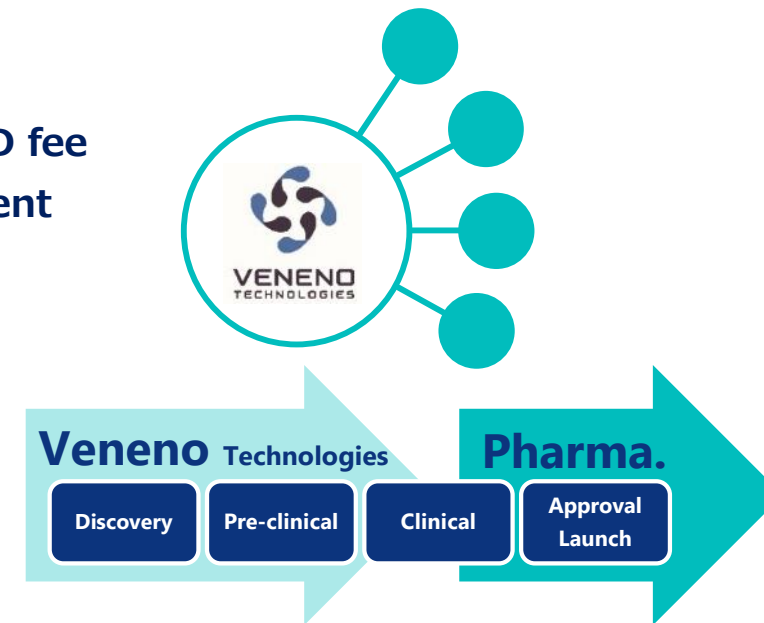 D fee
ent
VENENO
TECHNOLOGIES
Veneno Technologies
Pharma.
Discovery
Pre-clinical
Clinical
Approval
Launch